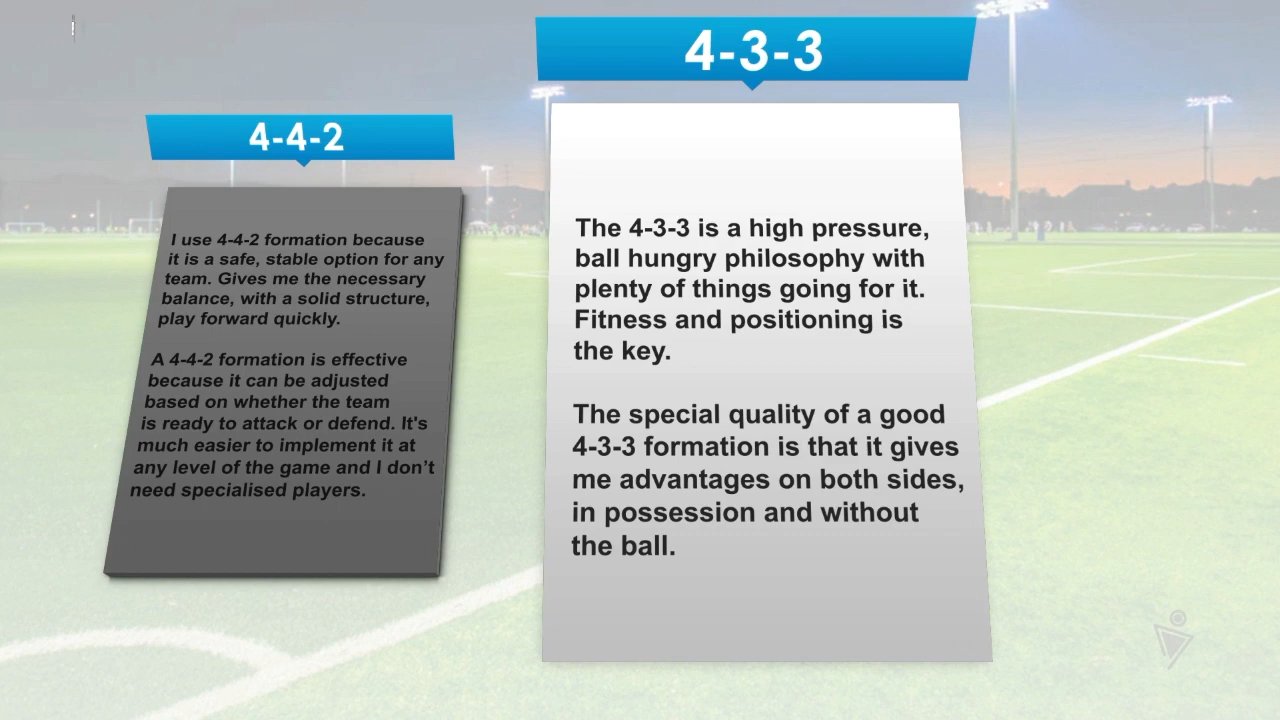 4-4-2
I use 4-4-2 formation because
it is a safe, stable option for any
team. Gives me the necessary
balance, with a solid structure,
play forward quickly.
A 4-4-2 formation is effective
because it can be adjusted
based on whether the team
is ready to attack or defend. It's
much easier to implement it at
any level of the game and I don’t
need specialised players.
4-3-3
The 4-3-3 is a high pressure,
ball hungry philosophy with
plenty of things going for it.
Fitness and positioning is
the key.
The special quality of a good
4-3-3 formation is that it gives
me advantages on both sides,
in possession and without
the ball.